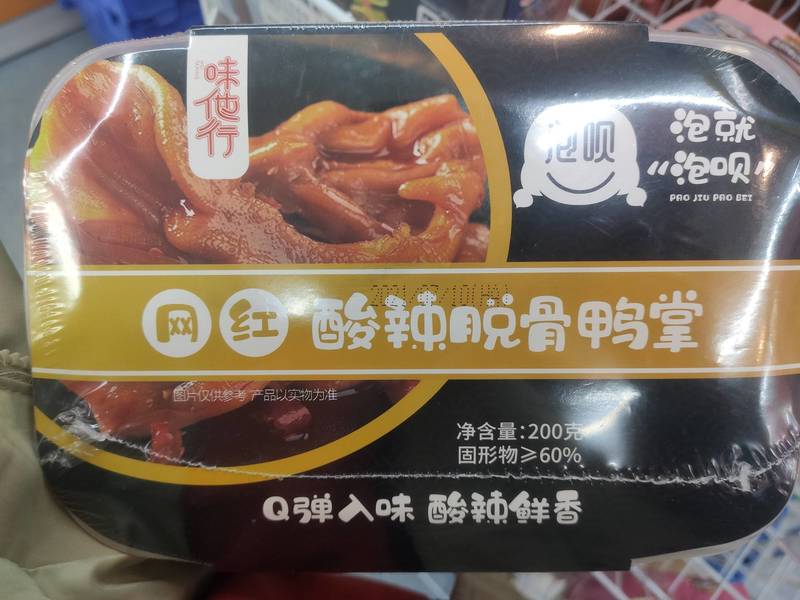 味他行
泡呗
泡就
“泡呗”
PAO JIU PAO BEI
网红 酸辣脱骨鸭掌
图片仅供参考 产品以实物为准
净含量:200克
固形物≥60%
Q弹入味 酸辣鲜香